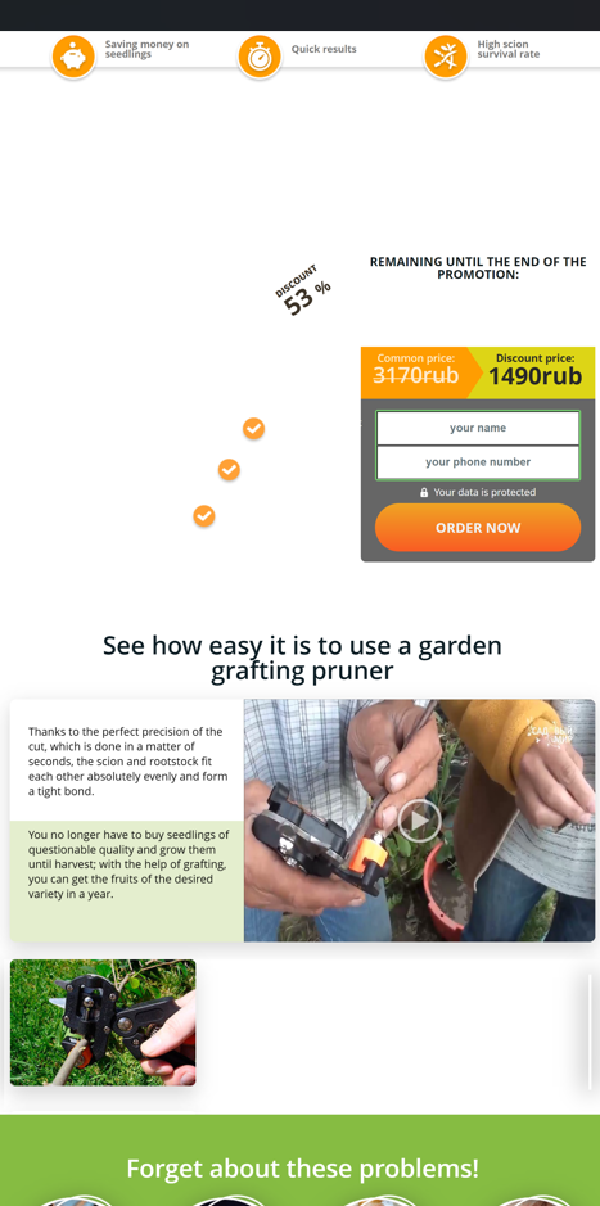 Saving money on
seedlings
Quick results
High scion
survival rate
DISCOUNT
53 %
REMAINING UNTIL THE END OF THE
PROMOTION:
Common price:
3170rub
Discount price:
1490rub
your name
your phone number
Your data is protected
ORDER NOW
See how easy it is to use a garden
grafting pruner
Thanks to the perfect precision of the
cut, which is done in a matter of
seconds, the scion and rootstock fit
each other absolutely evenly and form
a tight bond.
You no longer have to buy seedlings of
questionable quality and grow them
until harvest; with the help of grafting,
you can get the fruits of the desired
variety in a year.
Forget about these problems!